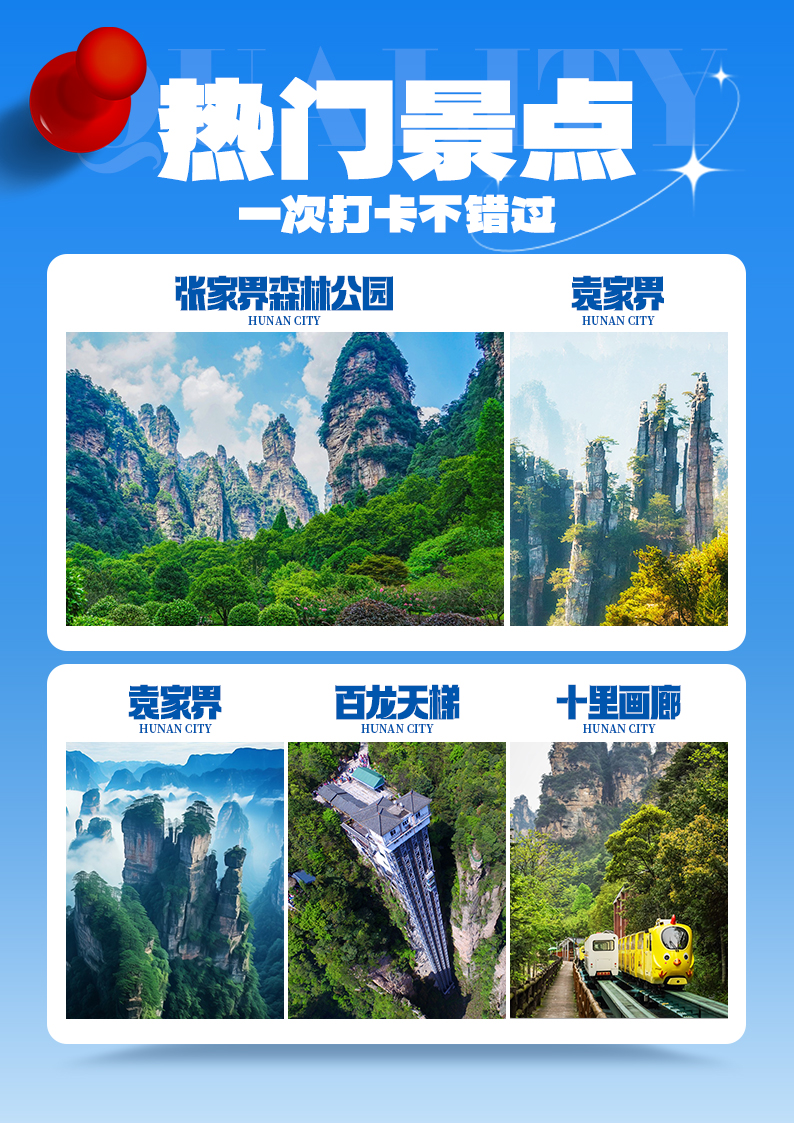 QUALITY
热门景点
一次打卡不错过
张家界森林公园
HUNAN CITY
袁家界
HUNAN CITY
袁家界
HUNAN CITY
百龙天梯
HUNAN CITY
十里画廊
HUNAN CITY